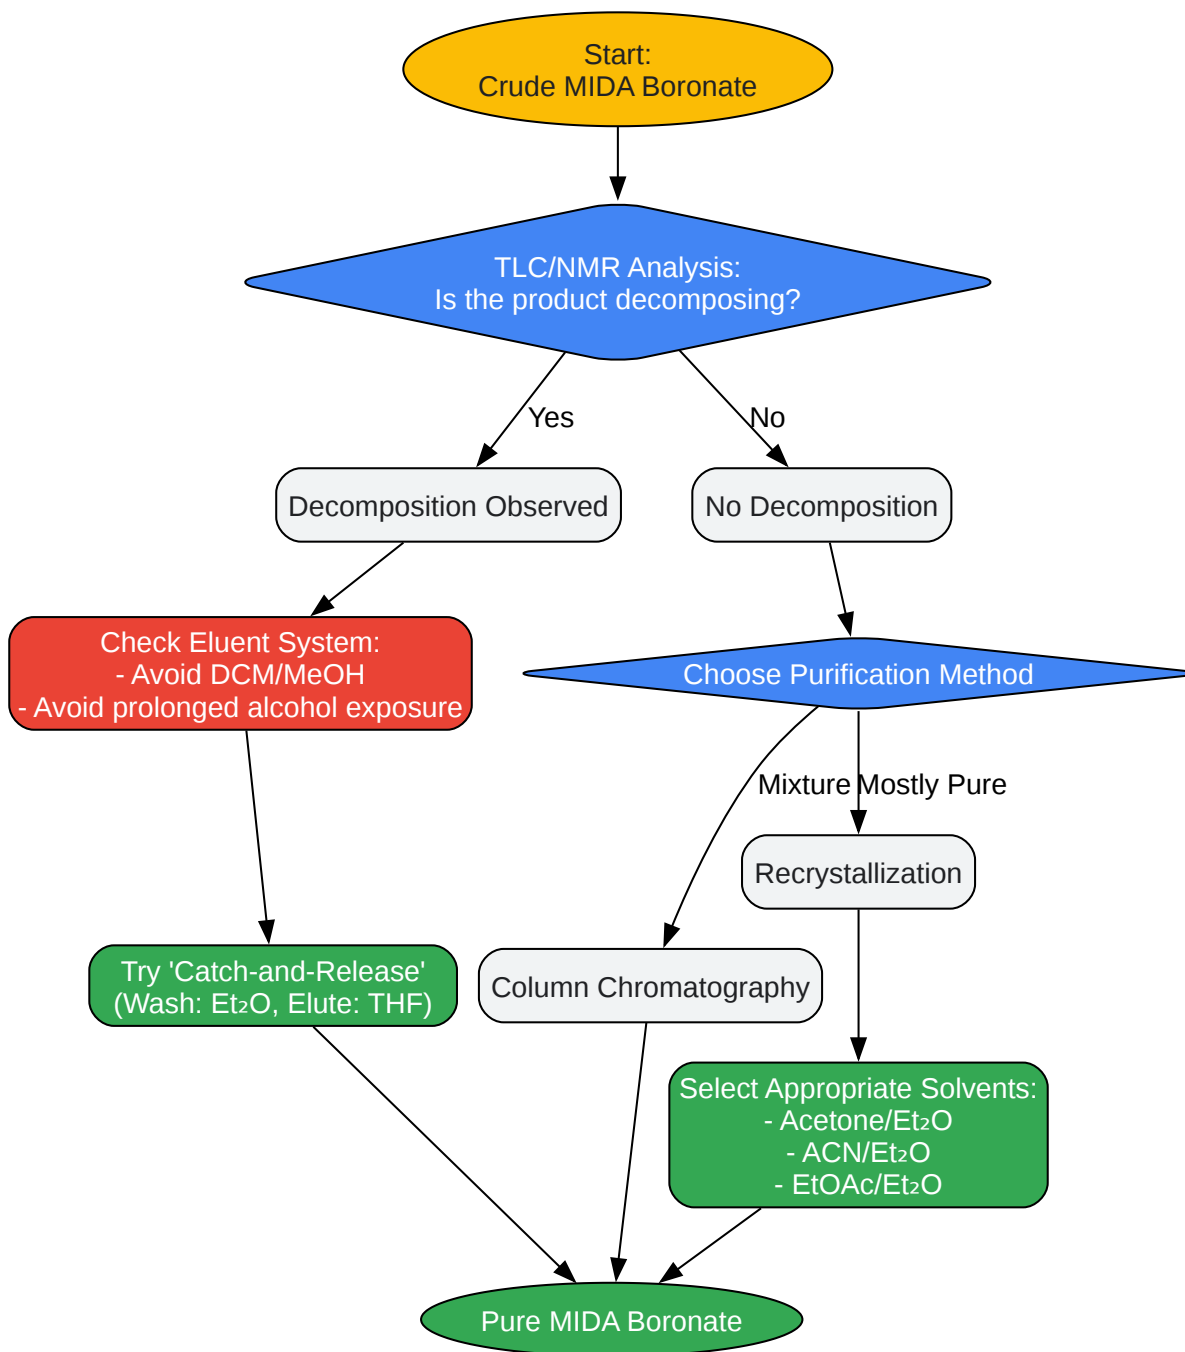 Start:
Crude MIDA Boronate
TLC/NMR Analysis:
Is the product decomposing?
Yes
No
Decomposition Observed
No Decomposition
Check Eluent System:
- Avoid DCM/MeOH
- Avoid prolonged alcohol exposure
Choose Purification Method
Mixture
Mostly Pure
Recrystallization
Try 'Catch-and-Release'
(Wash: Et₂O, Elute: THF)
Column Chromatography
Select Appropriate Solvents:
- Acetone/Et₂O
- ACN/Et₂O
- EtOAc/Et₂O
Pure MIDA Boronate